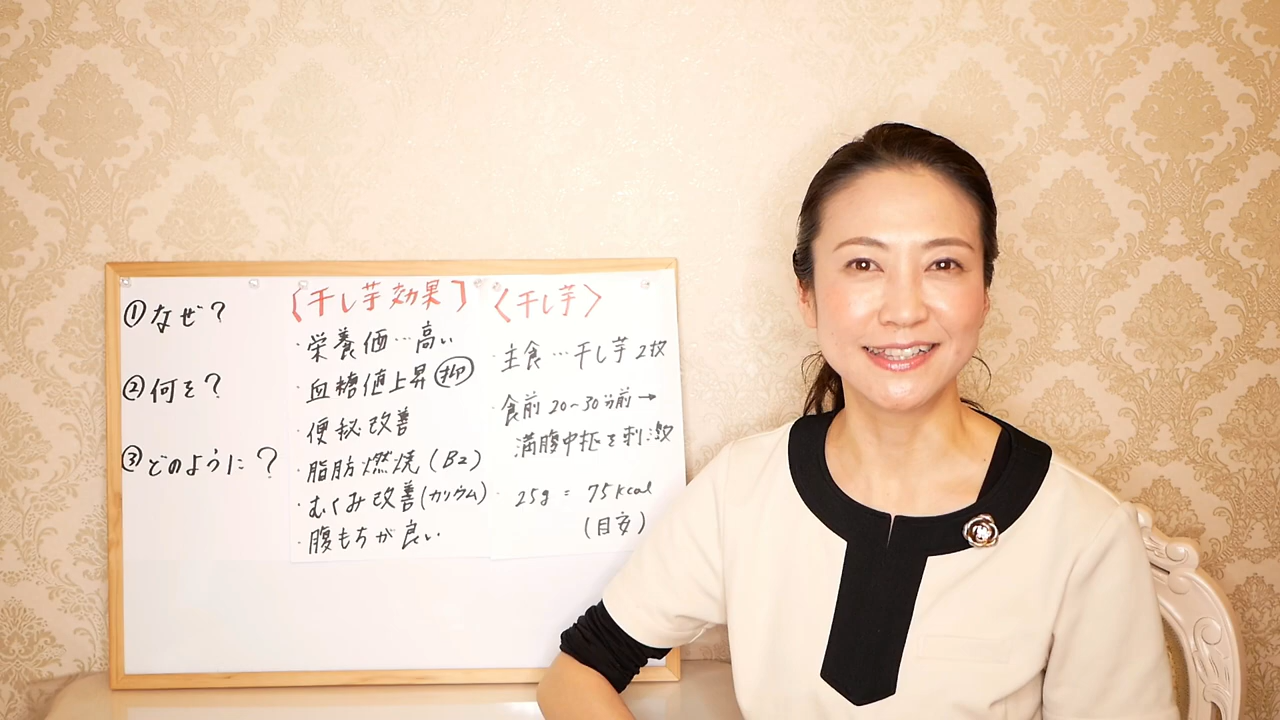 ①なぜ？
②何を？
③どのように？
〈干し芋効果〉
・栄養価…高い
・血糖値上昇㊥抑
・便秘改善
・脂肪燃焼(B2)
・むくみ改善(カリウム)
・腹もちが良い
〈干し芋〉
・主食…干し芋2枚
・食前20~30分前→
満腹中枢を刺激
・25g = 75kcal
(目安)